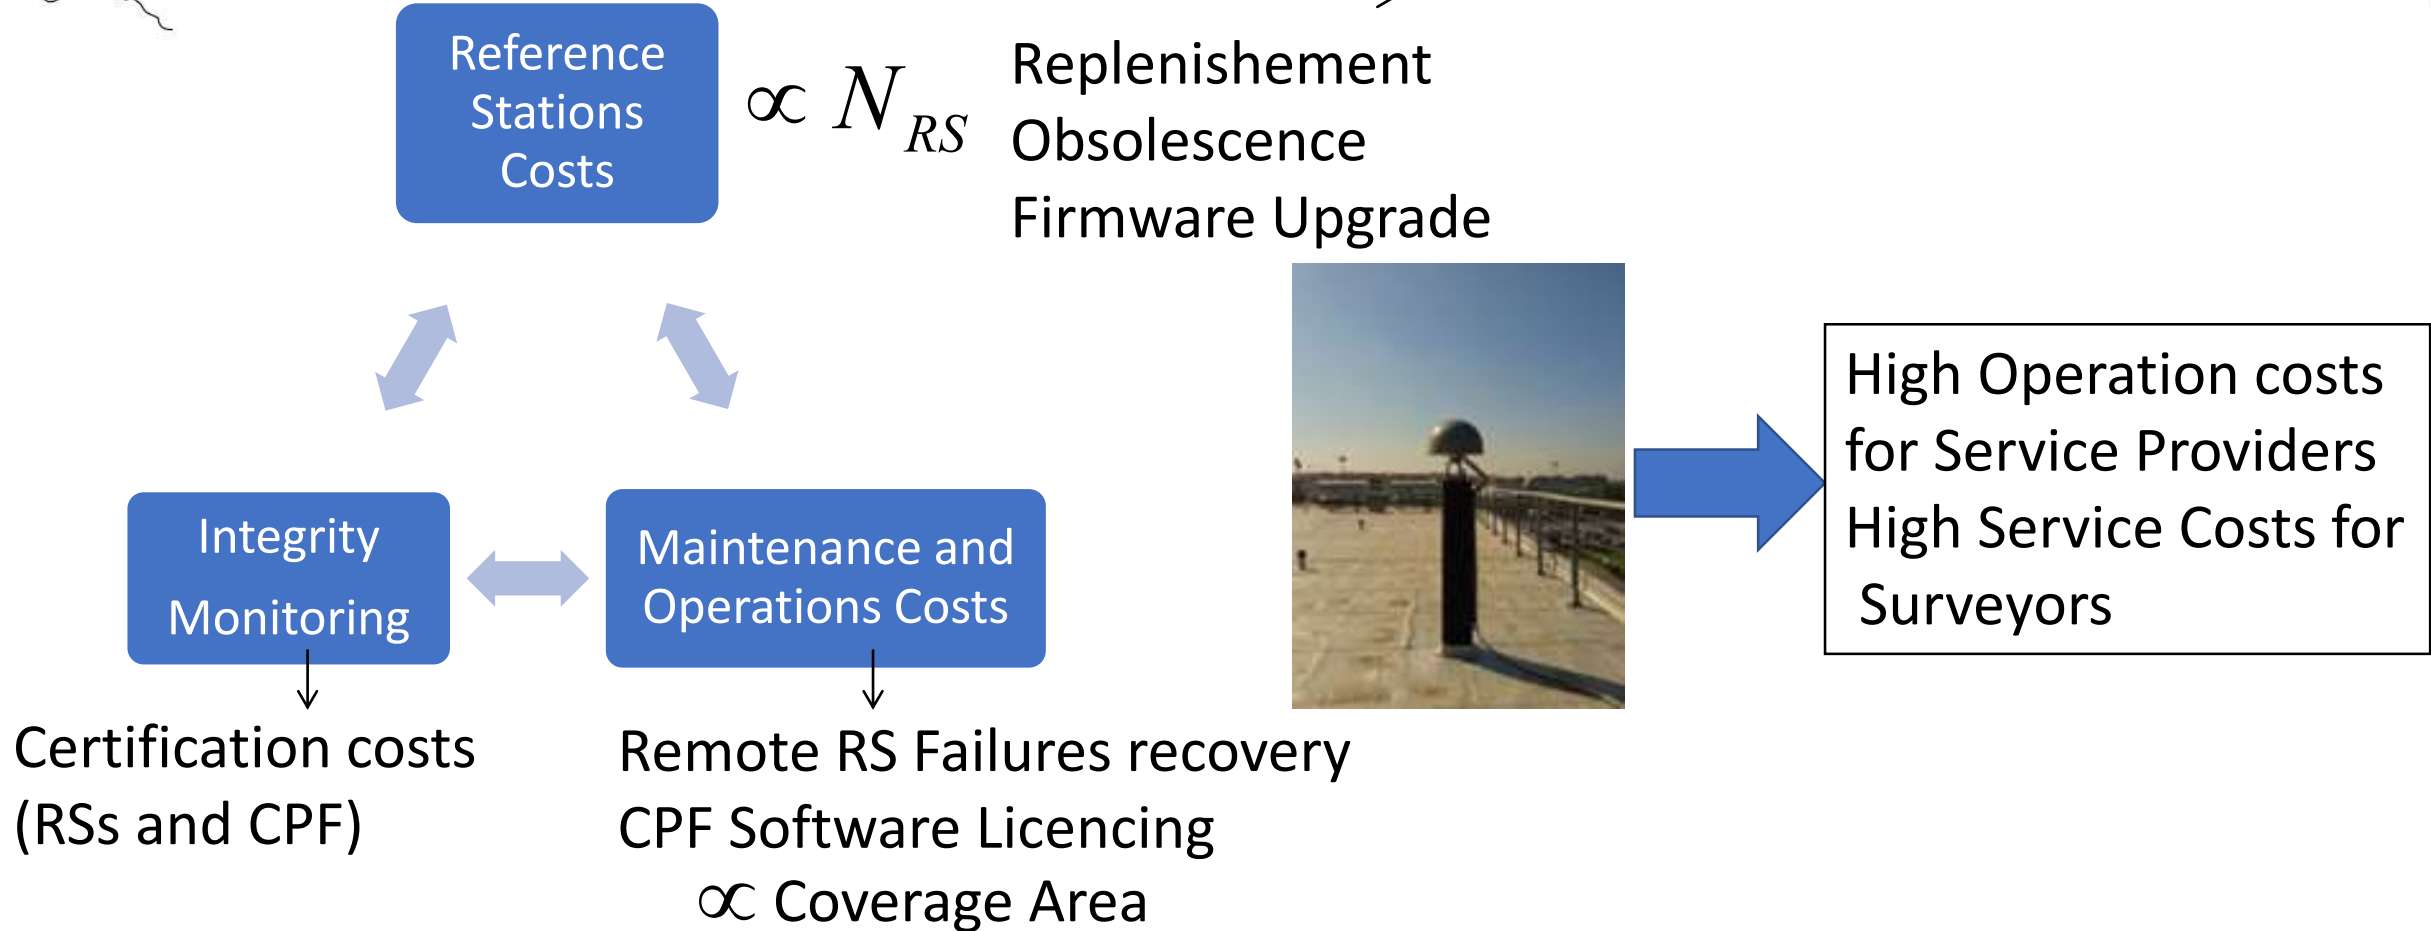 Reference
Stations
Costs
∝ N_RS
Replenishement
Obsolescence
Firmware Upgrade
Integrity
Monitoring
Maintenance and
Operations Costs
High Operation costs
for Service Providers
High Service Costs for
Surveyors
Certification costs
(RSs and CPF)
Remote RS Failures recovery
CPF Software Licencing
∝ Coverage Area